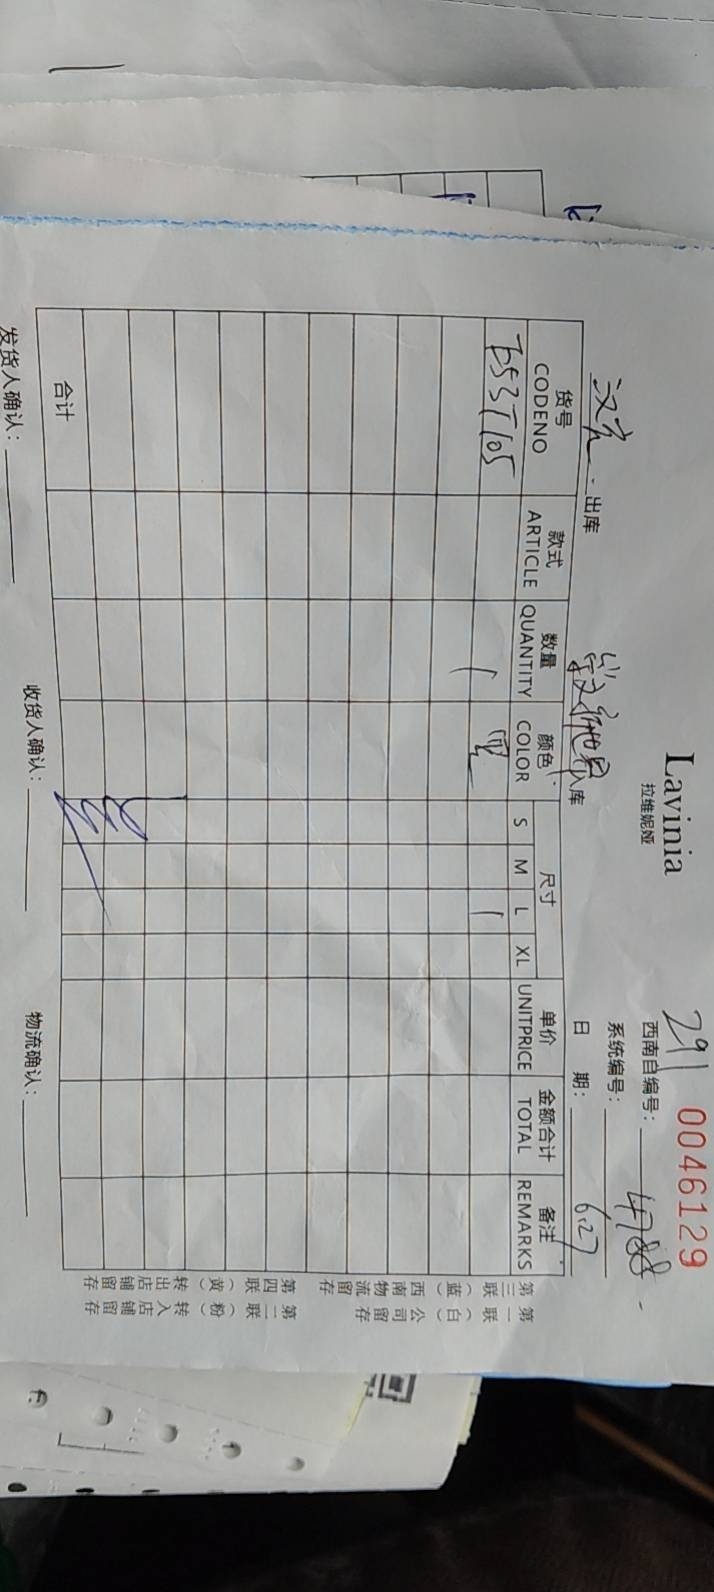 Lavinia
拉维妮娅
291 0046129
西南自编号: 4788
系统编号:
出库 入库 日 期: 6.27
货号 款式 数量 颜色 尺寸 单价 金额合计 备注
CODENO ARTICLE QUANTITY COLOR S M L XL UNITPRICE TOTAL REMARKS
1 黑 1
合计
发货人确认: 收货人确认: 物流确认:
第一联(白)公司留存
第二联(粉)转入店铺留存
第三联(蓝)西南物流留存
第四联(黄)转出店铺留存